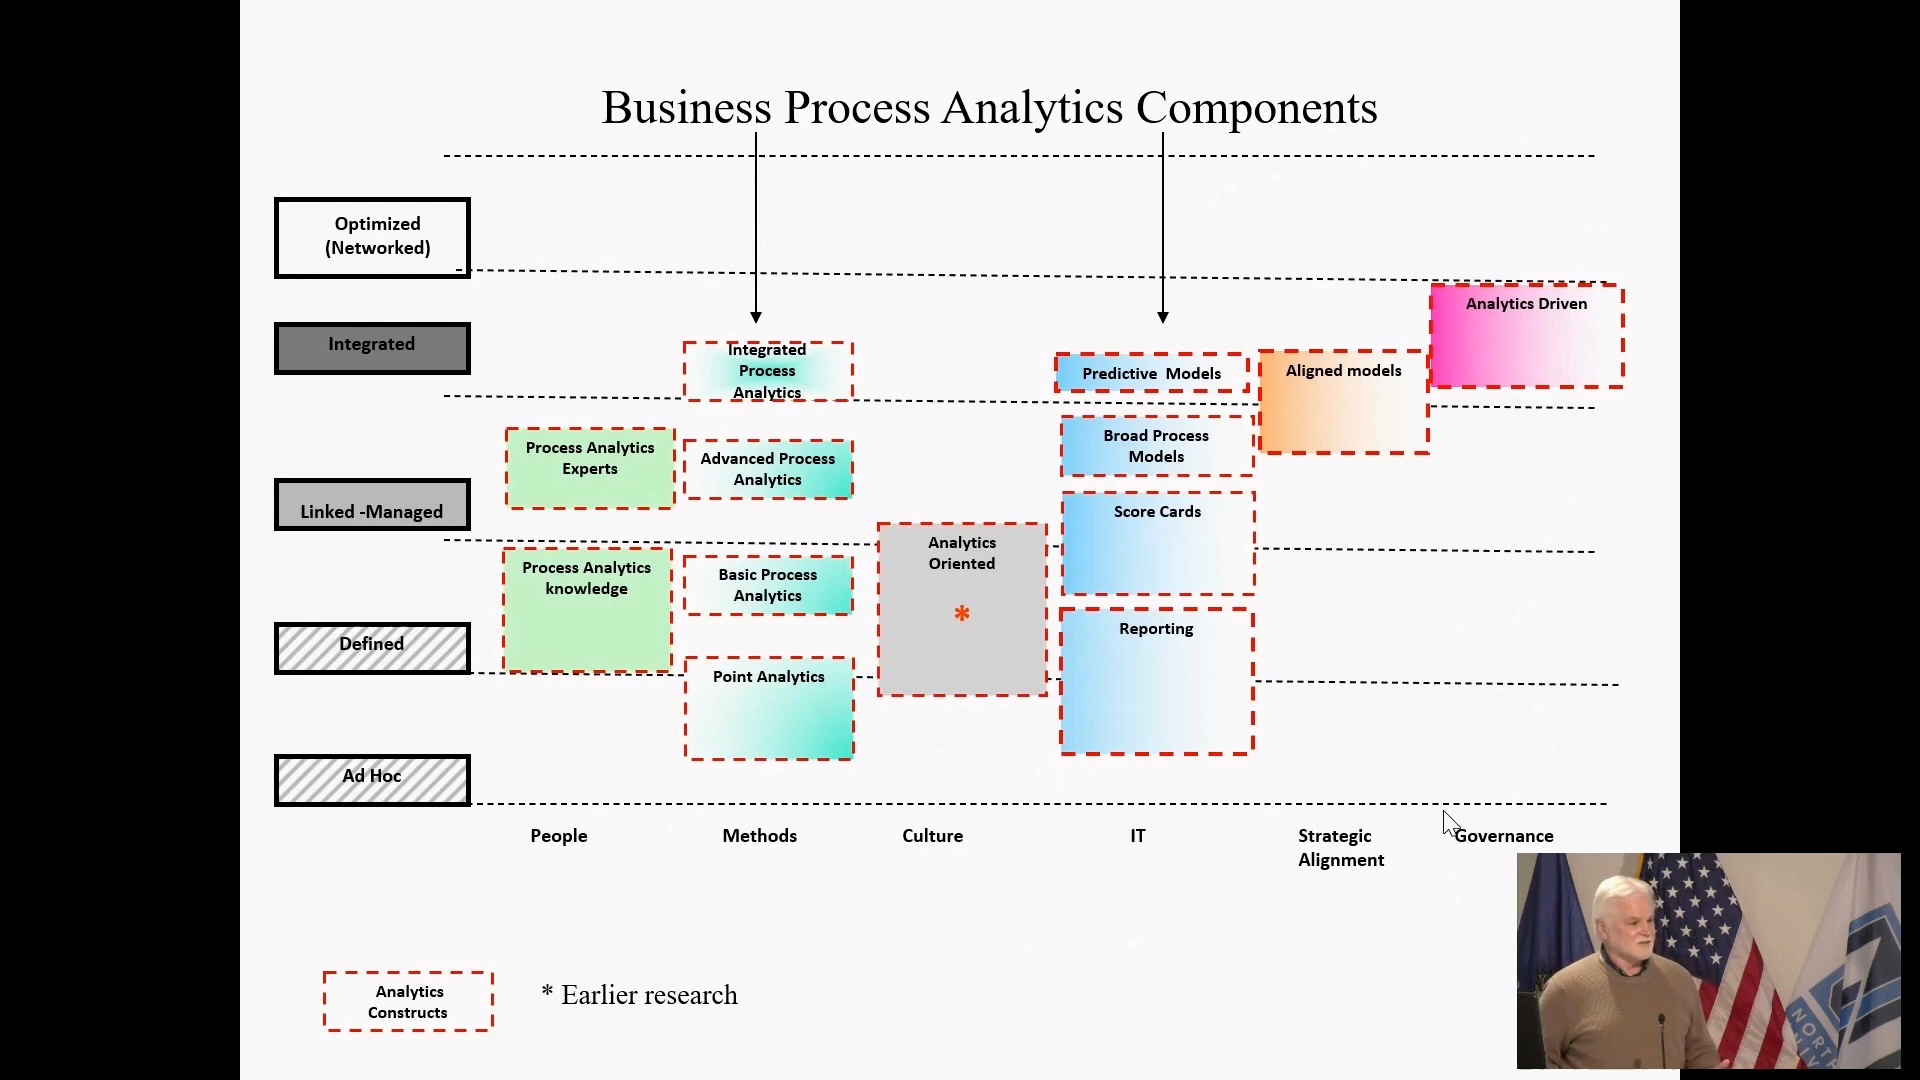 Business Process Analytics Components
Optimized
(Networked)
Analytics Driven
Integrated
Integrated
Process
Analytics
Predictive Models
Aligned models
Process Analytics
Experts
Advanced Process
Analytics
Broad Process
Models
Linked -Managed
Score Cards
Analytics
Oriented
*
Process Analytics
knowledge
Basic Process
Analytics
Defined
Reporting
Point Analytics
Ad Hoc
People
Methods
Culture
IT
Strategic
Alignment
Governance
Analytics
Constructs
* Earlier research